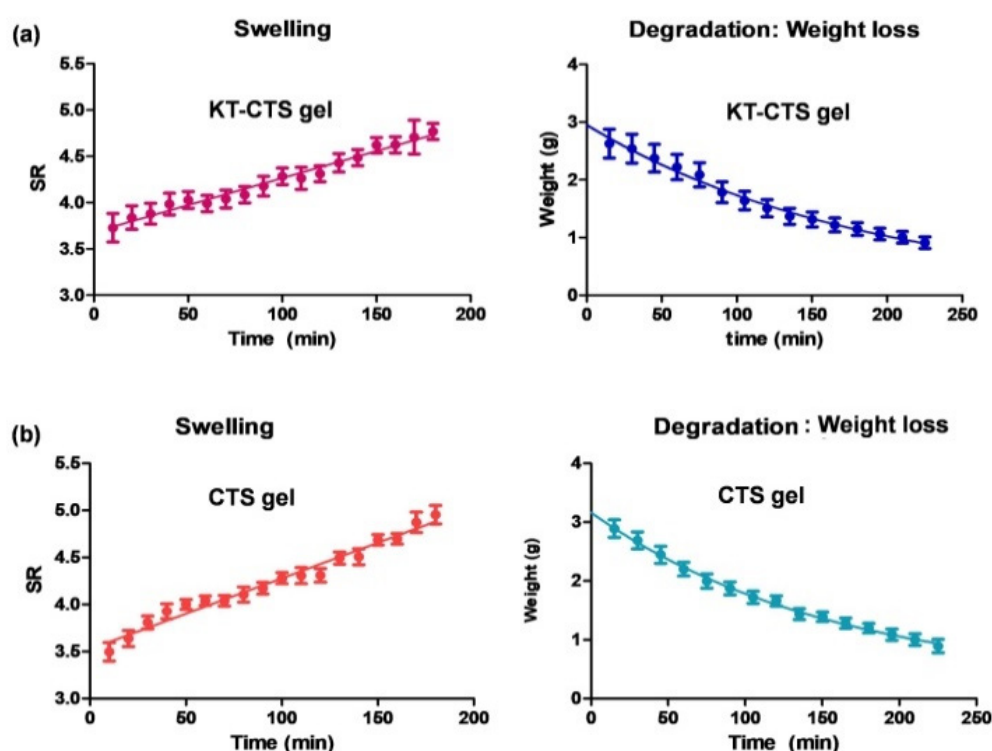 (a)
Swelling
KT-CTS gel
SR
5.5
5.0
4.5
4.0
3.5
3.0
0 50 100 150 200
Time (min)
Degradation: Weight loss
KT-CTS gel
Weight (g)
4
3
2
1
0
0 50 100 150 200 250
time (min)
(b)
Swelling
CTS gel
SR
5.5
5.0
4.5
4.0
3.5
3.0
0 50 100 150 200
Time (min)
Degradation : Weight loss
CTS gel
Weight (g)
4
3
2
1
0
0 50 100 150 200 250
Time (min)